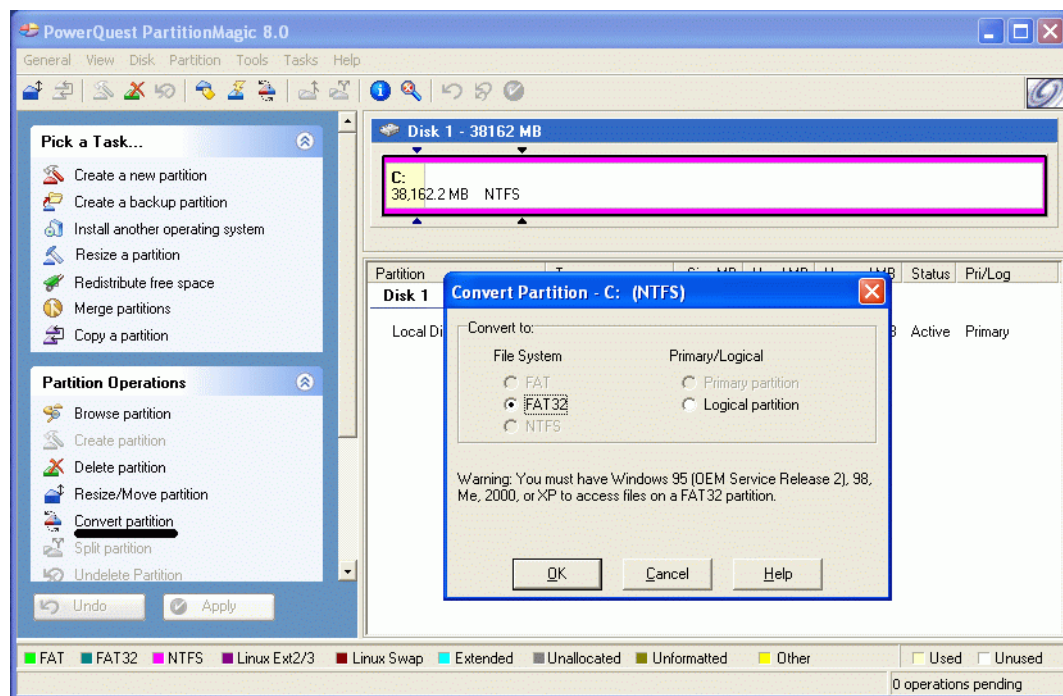 PowerQuest PartitionMagic 8.0
General View Disk Partition Tools Tasks Help
Pick a Task...
Create a new partition
Create a backup partition
Install another operating system
Resize a partition
Redistribute free space
Merge partitions
Copy a partition
Partition Operations
Browse partition
Create partition
Delete partition
Resize/Move partition
Convert partition
Split partition
Undelete Partition
Undo Apply
Disk 1 - 38162 MB
C:
38,162.2 MB NTFS
Partition Status Pri/Log
Disk 1
Local Di Active Primary
Convert Partition - C: (NTFS)
Convert to:
File System Primary/Logical
FAT Primary partition
FAT32 Logical partition
NTFS
Warning: You must have Windows 95 (OEM Service Release 2), 98,
Me, 2000, or XP to access files on a FAT32 partition.
OK Cancel Help
FAT FAT32 NTFS Linux Ext2/3 Linux Swap Extended Unallocated Unformatted Other Used Unused
0 operations pending